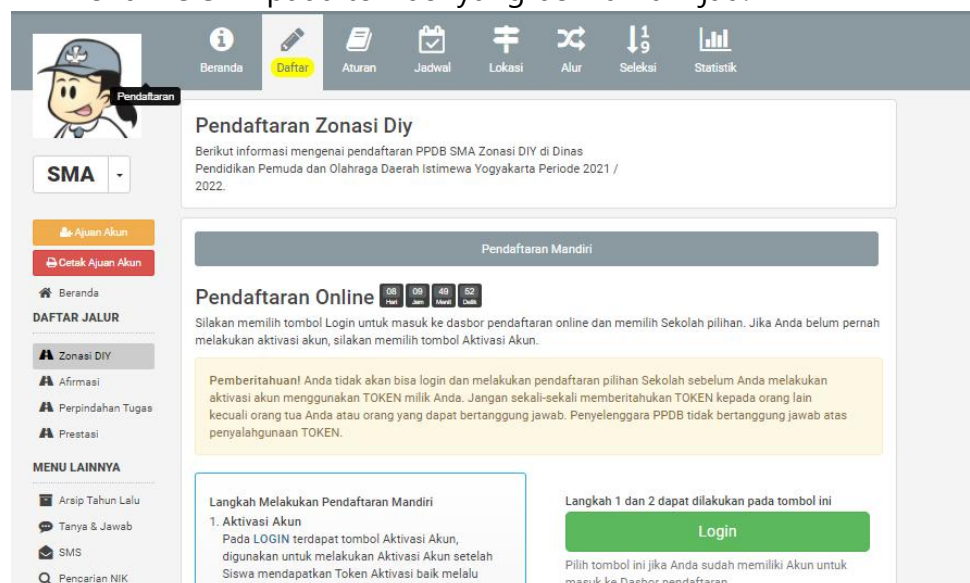 Beranda
Daftar
Aturan
Jadwal
Lokasi
Alur
Seleksi
Statistik
Pendaftaran
SMA
Ajuan Akun
Cetak Ajuan Akun
Beranda
DAFTAR JALUR
Zonasi DIY
Afirmasi
Perpindahan Tugas
Prestasi
MENU LAINNYA
Arsip Tahun Lalu
Tanya & Jawab
SMS
Pencarian NIK
Pendaftaran Zonasi Diy
Berikut informasi mengenai pendaftaran PPDB SMA Zonasi DIY di Dinas
Pendidikan Pemuda dan Olahraga Daerah Istimewa Yogyakarta Periode 2021 /
2022.
Pendaftaran Mandiri
Pendaftaran Online 08 Hari 09 Jam 49 Menit 52 Detik
Silakan memilih tombol Login untuk masuk ke dasbor pendaftaran online dan memilih Sekolah pilihan. Jika Anda belum pernah
melakukan aktivasi akun, silakan memilih tombol Aktivasi Akun.
Pemberitahuan! Anda tidak akan bisa login dan melakukan pendaftaran pilihan Sekolah sebelum Anda melakukan
aktivasi akun menggunakan TOKEN milik Anda. Jangan sekali-sekali memberitahukan TOKEN kepada orang lain
kecuali orang tua Anda atau orang yang dapat bertanggung jawab. Penyelenggara PPDB tidak bertanggung jawab atas
penyalahgunaan TOKEN.
Langkah Melakukan Pendaftaran Mandiri
1. Aktivasi Akun
Pada LOGIN terdapat tombol Aktivasi Akun,
digunakan untuk melakukan Aktivasi Akun setelah
Siswa mendapatkan Token Aktivasi baik melalu
Langkah 1 dan 2 dapat dilakukan pada tombol ini
Login
Pilih tombol ini jika Anda sudah memiliki Akun untuk
masuk ke Dasbor pendaftaran